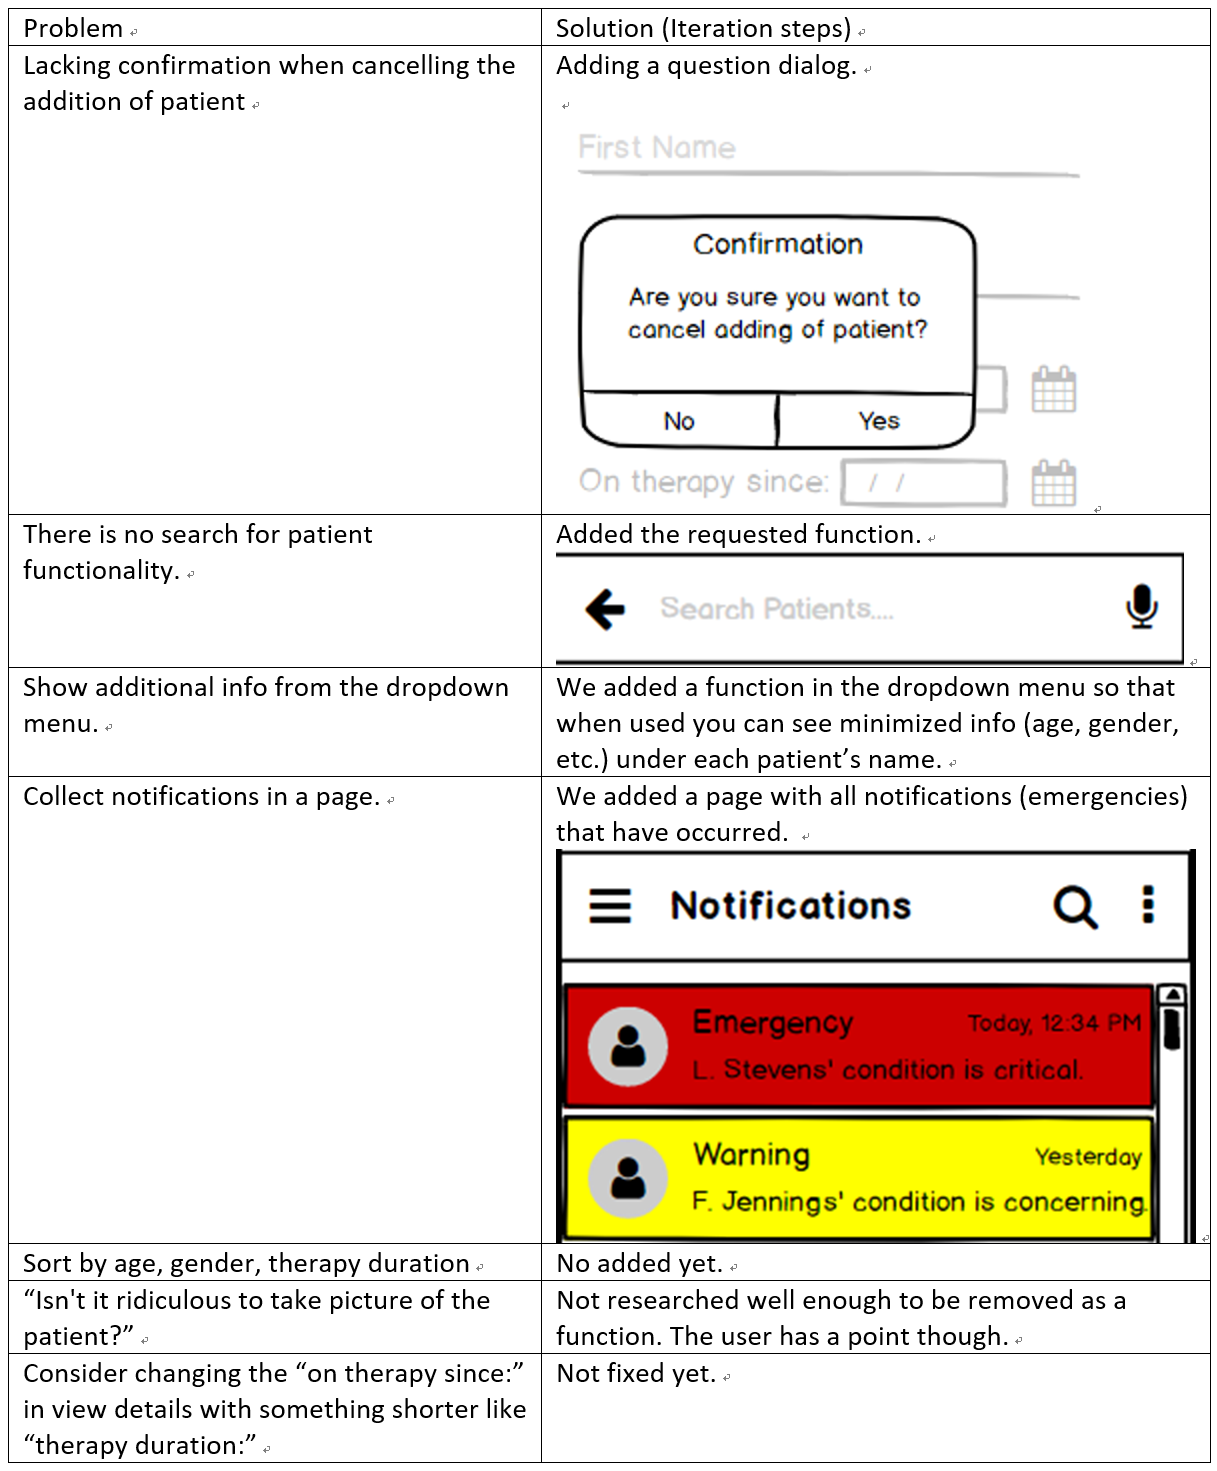 Problem
Solution (Iteration steps)
Lacking confirmation when cancelling the
addition of patient
Adding a question dialog.
First Name
Confirmation
Are you sure you want to
cancel adding of patient?
No
Yes
On therapy since:
/ /
There is no search for patient
functionality.
Added the requested function.
Search Patients....
Show additional info from the dropdown
menu.
We added a function in the dropdown menu so that
when used you can see minimized info (age, gender,
etc.) under each patient’s name.
Collect notifications in a page.
We added a page with all notifications (emergencies)
that have occurred.
Notifications
Emergency
Today, 12:34 PM
L. Stevens' condition is critical.
Warning
Yesterday
F. Jennings' condition is concerning.
Sort by age, gender, therapy duration
No added yet.
“Isn't it ridiculous to take picture of the
patient?”
Not researched well enough to be removed as a
function. The user has a point though.
Consider changing the “on therapy since:”
in view details with something shorter like
“therapy duration:”
Not fixed yet.